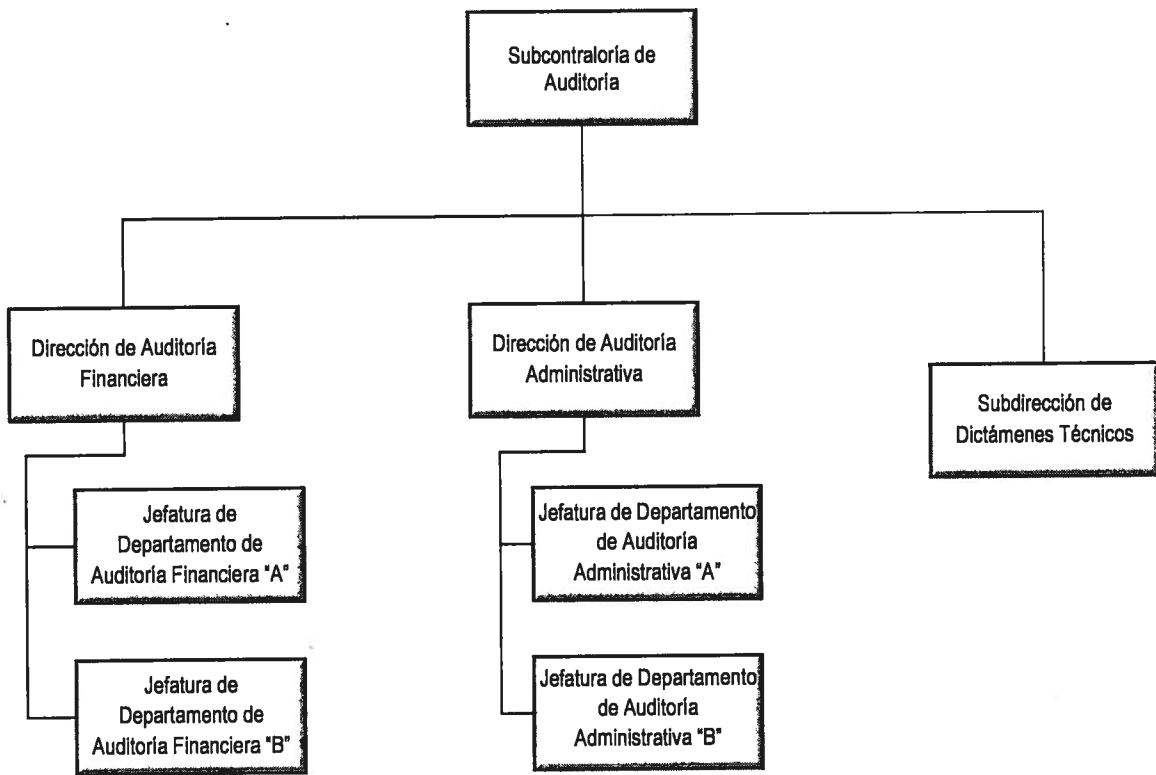 Subcontraloría de
Auditoría
Dirección de Auditoría
Financiera
Jefatura de
Departamento de
Auditoría Financiera "A"
Jefatura de
Departamento de
Auditoría Financiera "B"
Dirección de Auditoría
Administrativa
Jefatura de Departamento
de Auditoría
Administrativa "A"
Jefatura de Departamento
de Auditoría
Administrativa "B"
Subdirección de
Dictámenes Técnicos